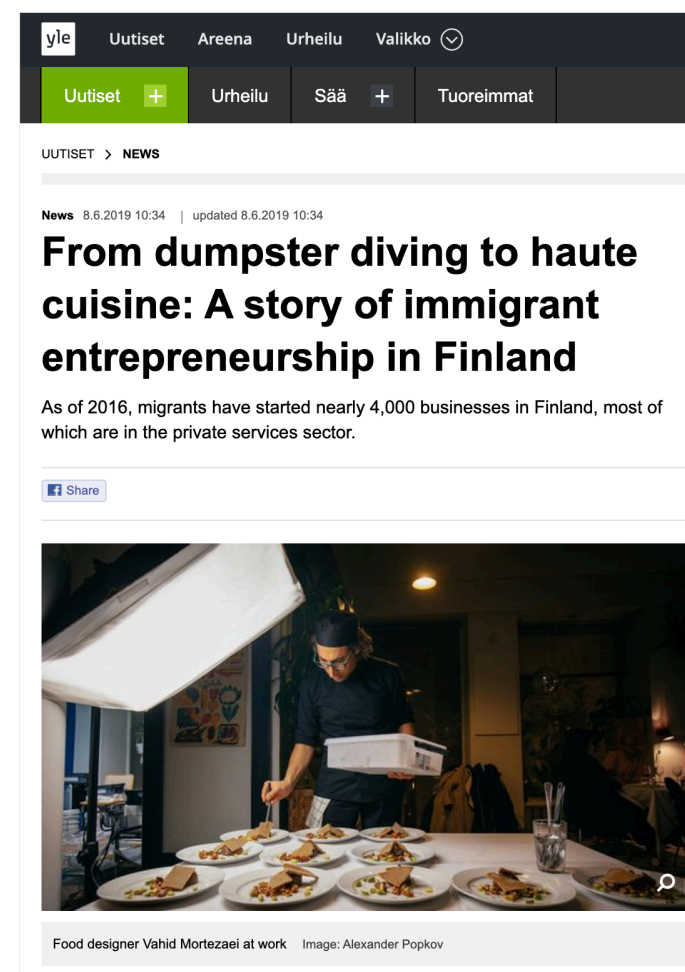 yle Uutiset Areena Urheilu Valikko
Uutiset + Urheilu Sää + Tuoreimmat
UUTISET > NEWS
News 8.6.2019 10:34 | updated 8.6.2019 10:34
From dumpster diving to haute
cuisine: A story of immigrant
entrepreneurship in Finland
As of 2016, migrants have started nearly 4,000 businesses in Finland, most of
which are in the private services sector.
Share
Food designer Vahid Mortezaei at work Image: Alexander Popkov